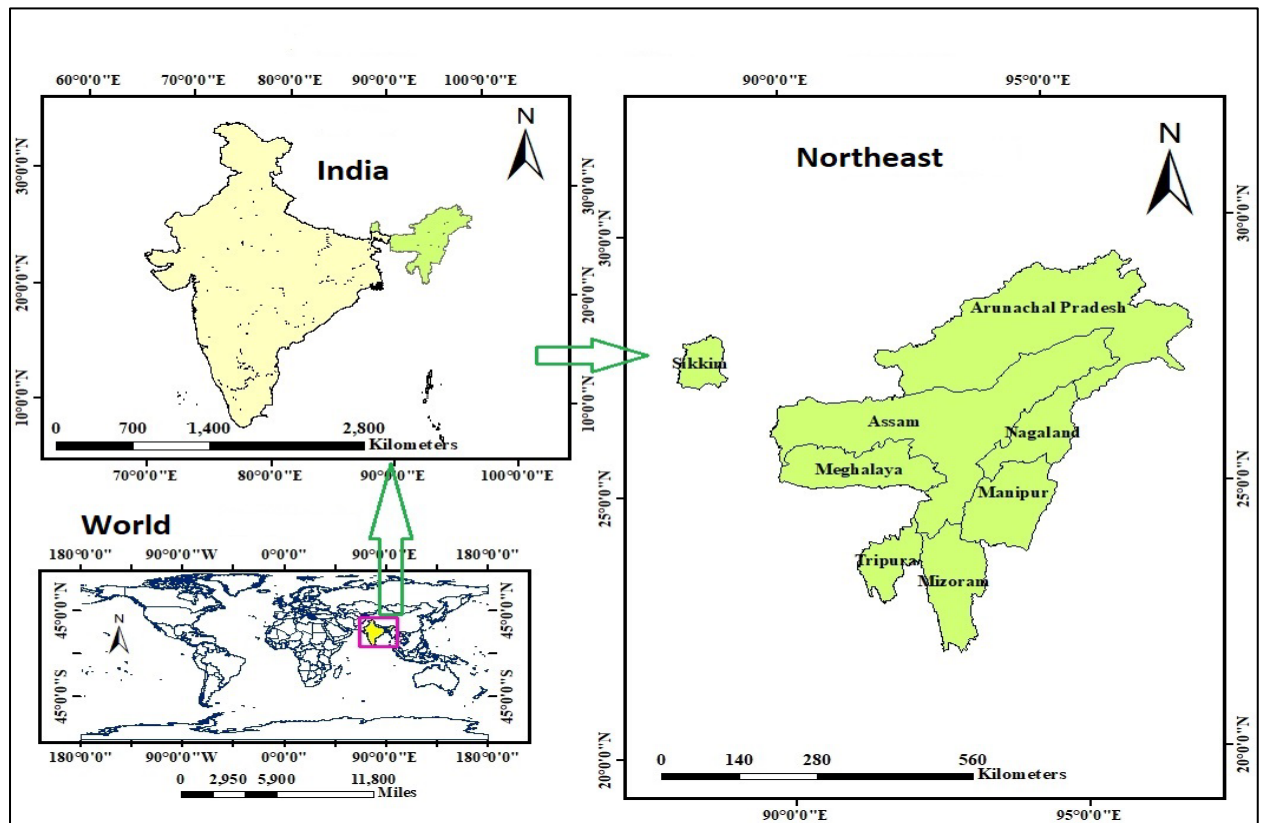 60°0'0"E 70°0'0"E 80°0'0"E 90°0'0"E 100°0'0"E
India
N
30°0'0"N
20°0'0"N
10°0'0"N
30°0'0"N
20°0'0"N
10°0'0"N
0 700 1,400 2,800
Kilometers
70°0'0"E 80°0'0"E 90°0'0"E 100°0'0"E
World
180°0'0" 90°0'0"W 0°0'0" 90°0'0"E 180°0'0"
N
45°0'0"N
45°0'0"S
45°0'0"N
45°0'0"S
180°0'0" 90°0'0"W 0°0'0" 90°0'0"E 180°0'0"
0 2,950 5,900 11,800
Miles
90°0'0"E 95°0'0"E
Northeast
N
30°0'0"N
25°0'0"N
20°0'0"N
30°0'0"N
25°0'0"N
20°0'0"N
Arunachal Pradesh
Sikkim
Assam
Nagaland
Meghalaya
Manipur
Tripura
Mizoram
0 140 280 560
Kilometers
90°0'0"E 95°0'0"E